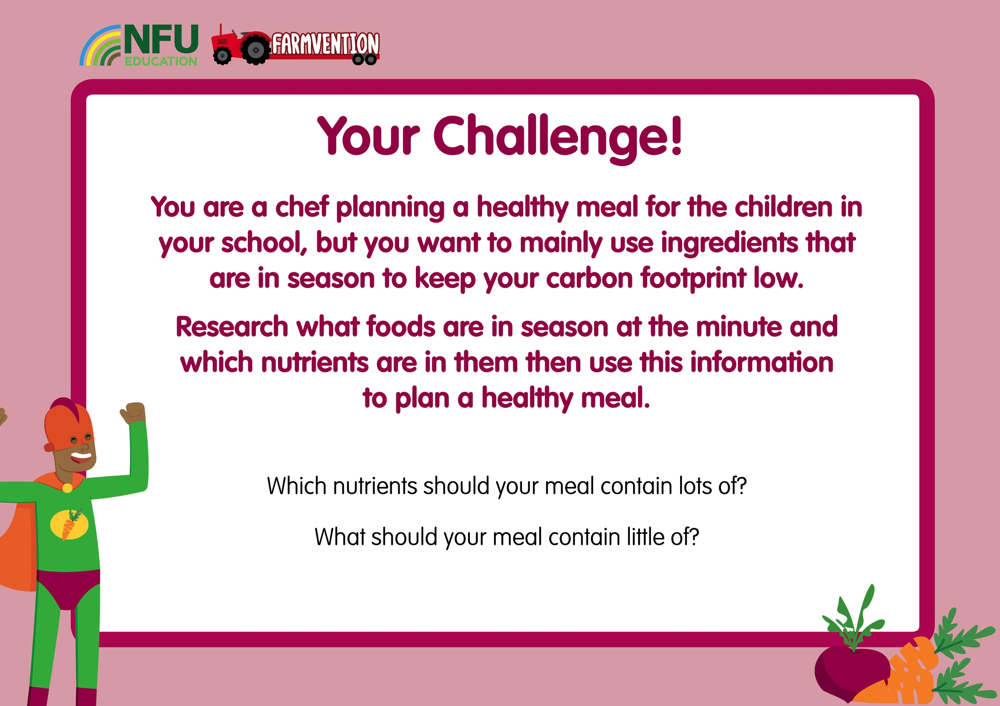 NFU
EDUCATION
FARMVENTION
Your Challenge!
You are a chef planning a healthy meal for the children in
your school, but you want to mainly use ingredients that
are in season to keep your carbon footprint low.
Research what foods are in season at the minute and
which nutrients are in them then use this information
to plan a healthy meal.
Which nutrients should your meal contain lots of?
What should your meal contain little of?